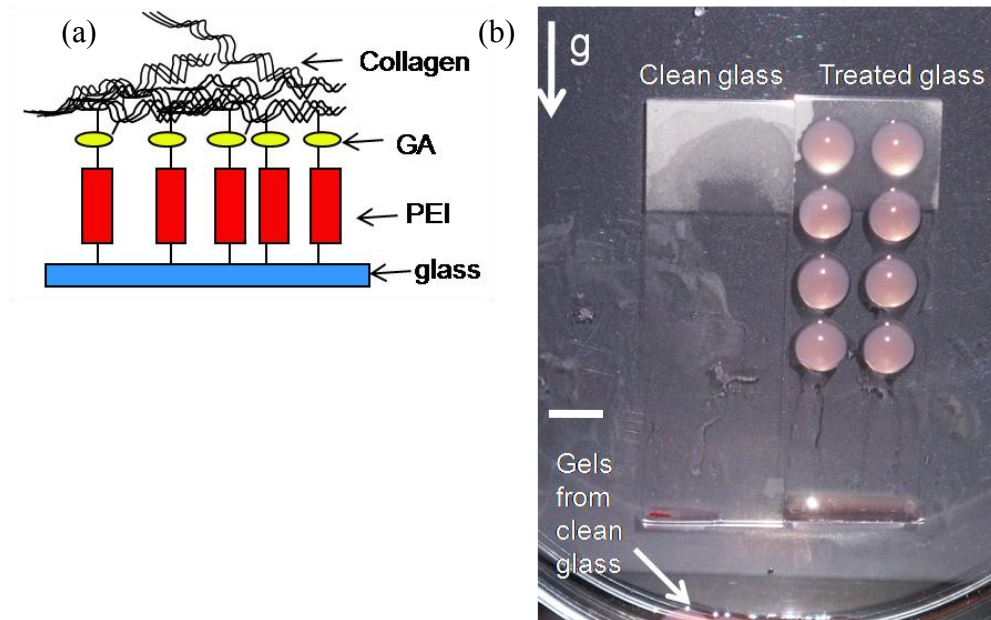 (a)
Collagen
GA
PEI
glass
(b)
g
Clean glass
Treated glass
Gels
from
clean
glass